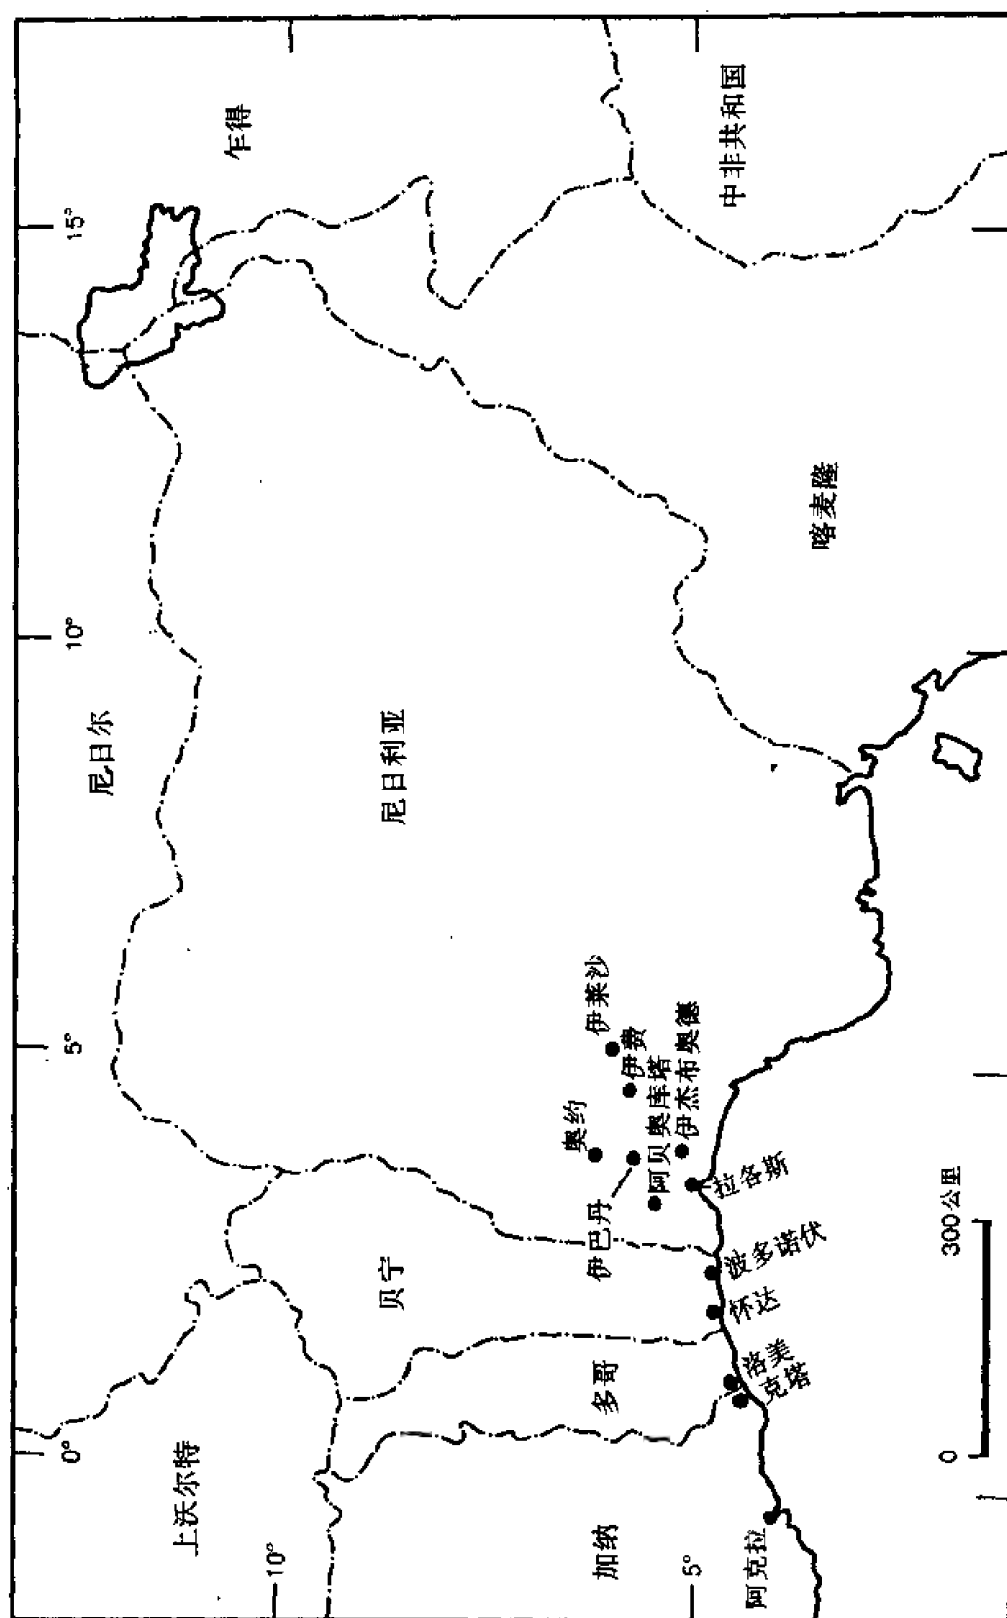 尼日尔
乍得
上沃尔特
尼日利亚
贝宁
多哥
加纳
中非共和国
喀麦隆
奥约
伊莱沙
伊费
伊巴丹
阿贝奥库塔
伊杰布奥德
拉各斯
波多诺伏
怀达
洛美
克塔
阿克拉
0°
5°
10°
15°
10°
5°
0
300公里